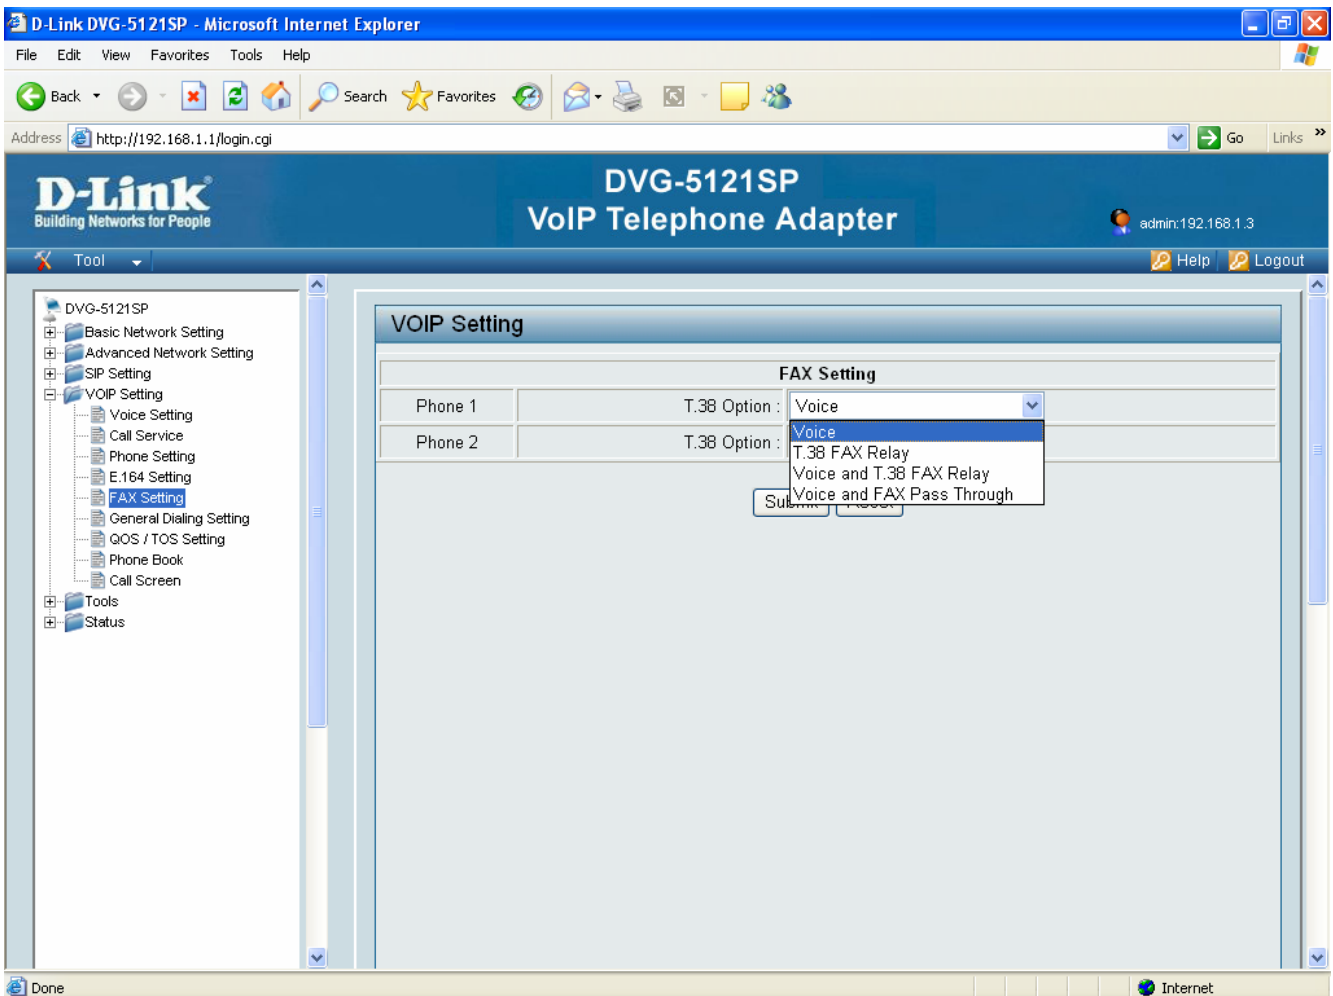 D-Link DVG-5121SP - Microsoft Internet Explorer
File Edit View Favorites Tools Help
Back Search Favorites
Address http://192.168.1.1/login.cgi Go Links »
D-Link
Building Networks for People
DVG-5121SP
VoIP Telephone Adapter
admin:192.168.1.3
Tool Help Logout
DVG-5121SP
Basic Network Setting
Advanced Network Setting
SIP Setting
VOIP Setting
Voice Setting
Call Service
Phone Setting
E.164 Setting
FAX Setting
General Dialing Setting
QOS / TOS Setting
Phone Book
Call Screen
Tools
Status
VOIP Setting
FAX Setting
Phone 1 T.38 Option : Voice
Phone 2 T.38 Option :
Voice
T.38 FAX Relay
Voice and T.38 FAX Relay
Voice and FAX Pass Through
Done Internet